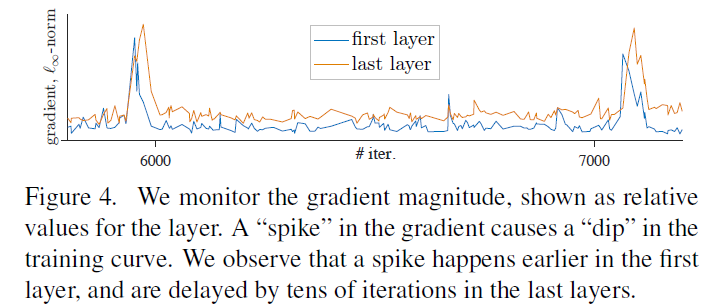 gradient, ℓ∞-norm
first layer
last layer
6000
# iter.
7000
Figure 4. We monitor the gradient magnitude, shown as relative
values for the layer. A “spike” in the gradient causes a “dip” in the
training curve. We observe that a spike happens earlier in the first
layer, and are delayed by tens of iterations in the last layers.